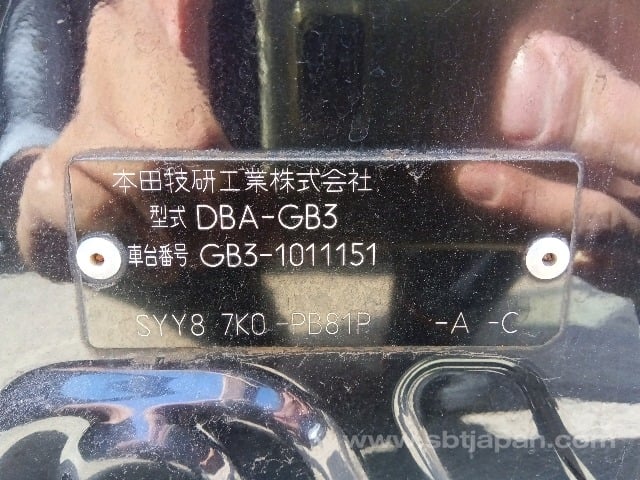 本田技研工業株式会社
型式 DBA-GB3
車台番号 GB3-1011151
SYY8 7K0 -PB81P -A -C
www.sbtjapan.com